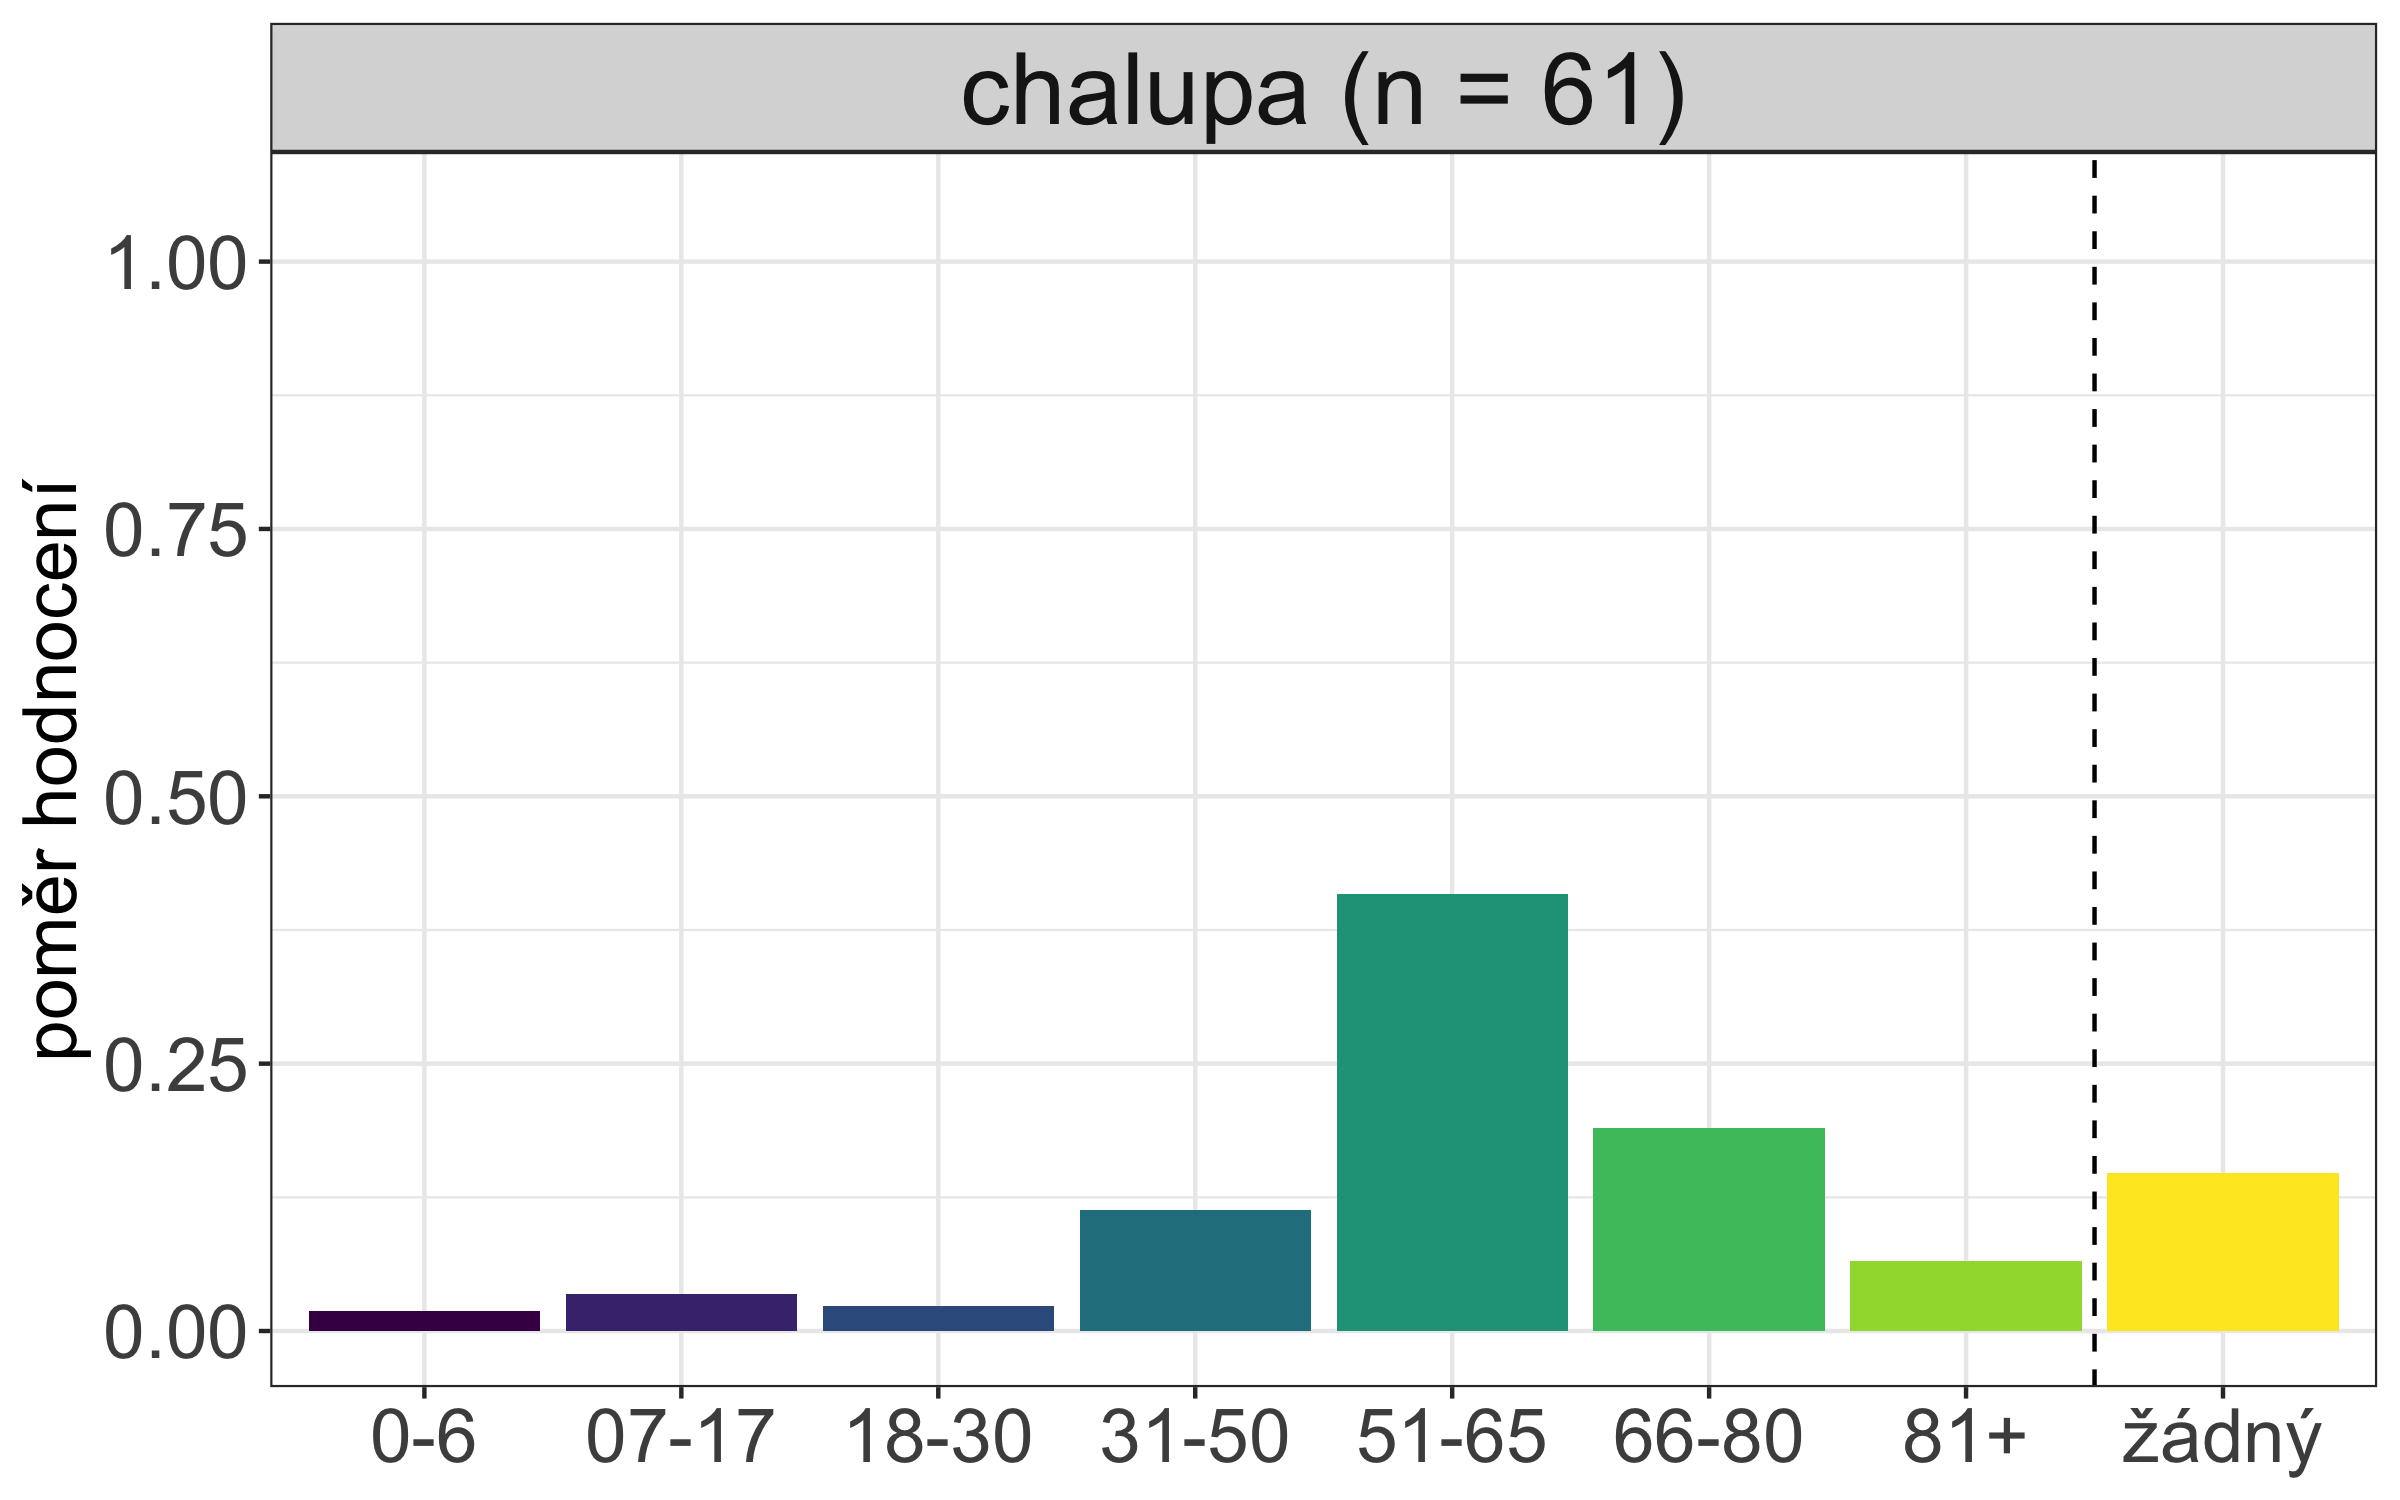 chalupa (n = 61)
poměr hodnocení
1.00
0.75
0.50
0.25
0.00
0-6 07-17 18-30 31-50 51-65 66-80 81+ žádný